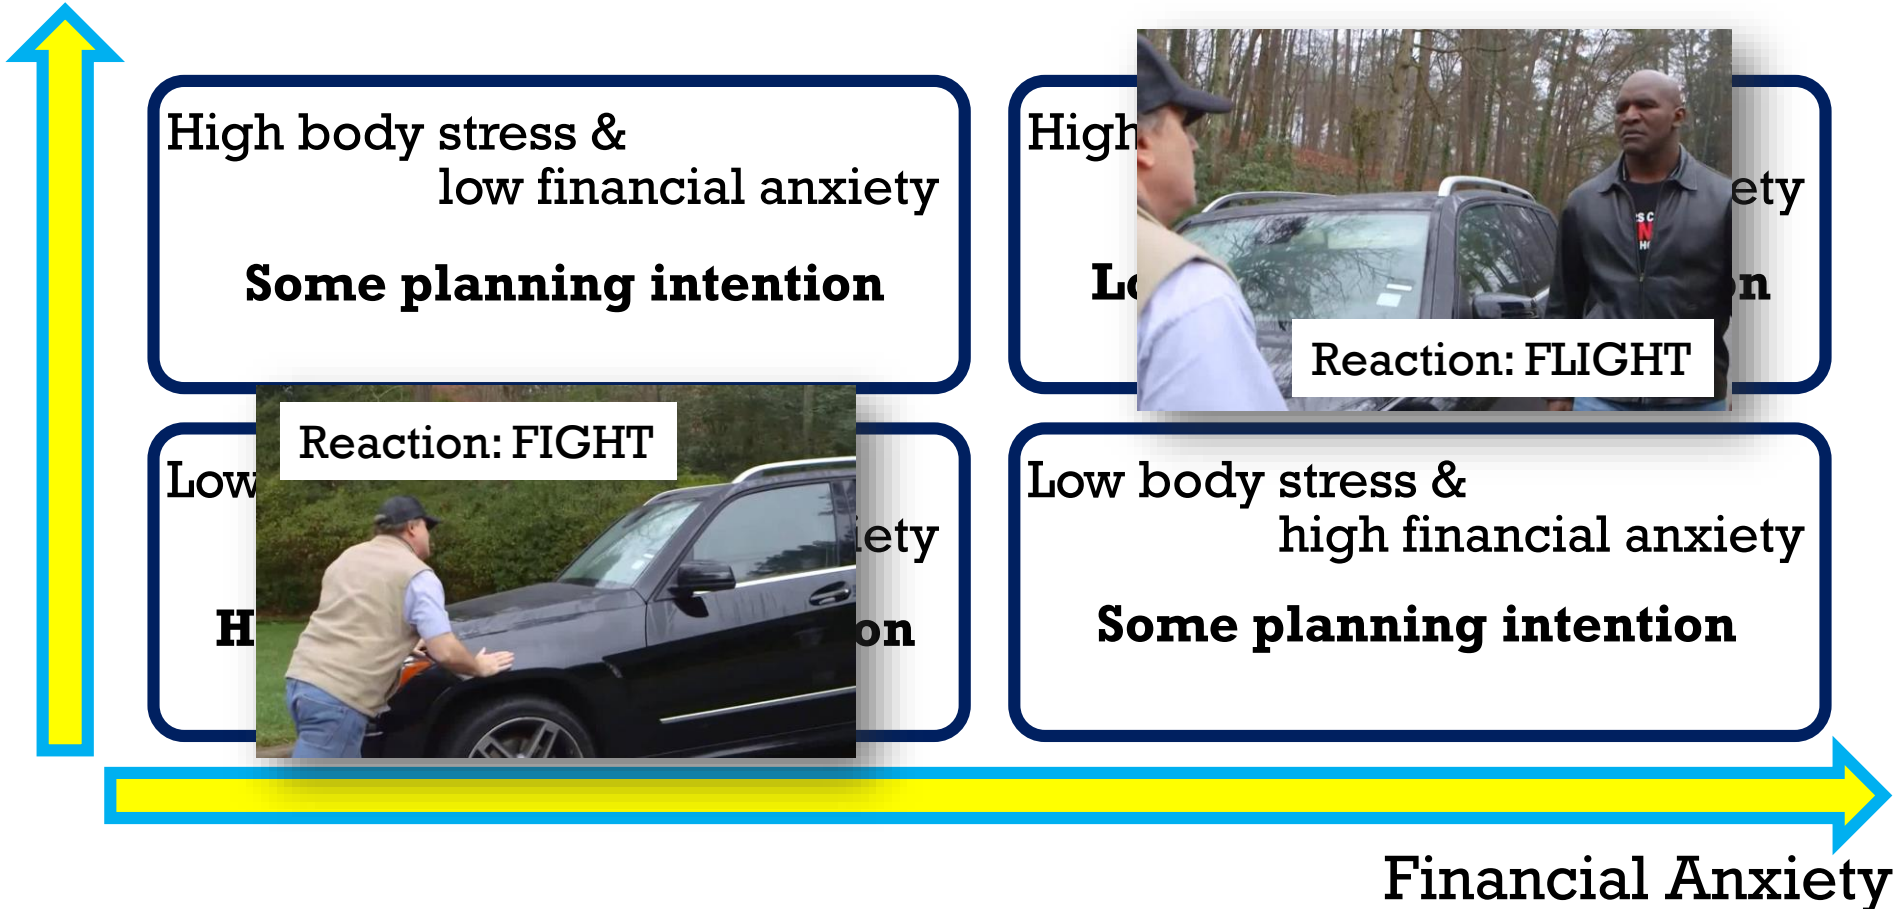 High body stress &
low financial anxiety
Some planning intention
High
ety
Reaction: FLIGHT
Reaction: FIGHT
Low
iety
on
Low body stress &
high financial anxiety
Some planning intention
Financial Anxiety